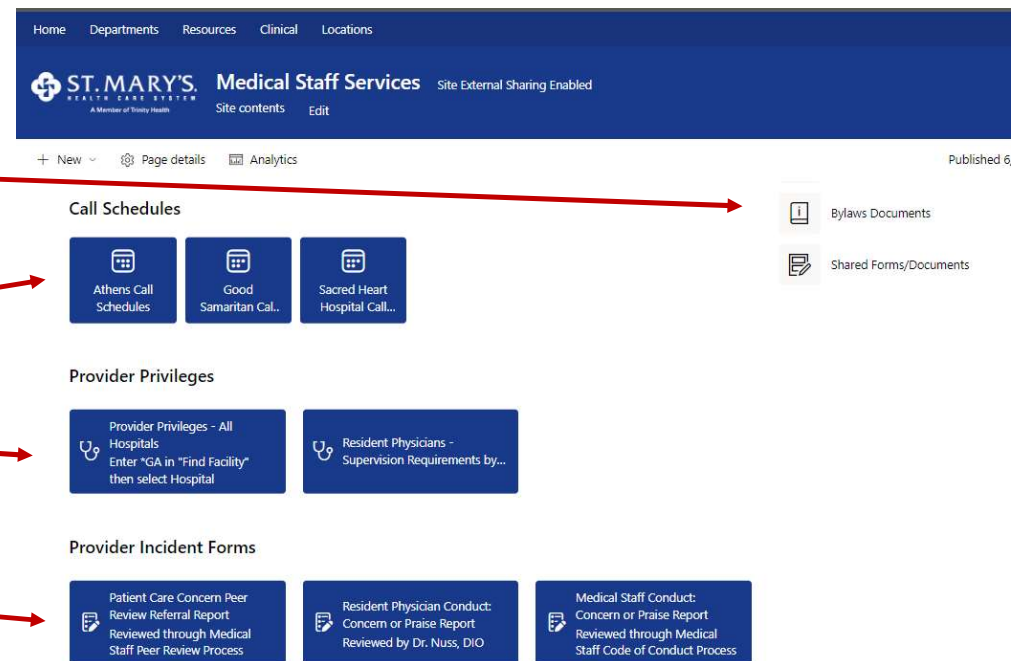 Home Departments Resources Clinical Locations
ST. MARY'S.
HEALTH CARE SYSTEM
A Member of Trinity Health
Medical Staff Services Site External Sharing Enabled
Site contents Edit
+ New Page details Analytics
Published 6/
Call Schedules
Athens Call
Schedules
Good
Samaritan Cal..
Sacred Heart
Hospital Call...
Bylaws Documents
Shared Forms/Documents
Provider Privileges
Provider Privileges - All
Hospitals
Enter *GA in "Find Facility"
then select Hospital
Resident Physicians -
Supervision Requirements by...
Provider Incident Forms
Patient Care Concern Peer
Review Referral Report
Reviewed through Medical
Staff Peer Review Process
Resident Physician Conduct:
Concern or Praise Report
Reviewed by Dr. Nuss, DIO
Medical Staff Conduct:
Concern or Praise Report
Reviewed through Medical
Staff Code of Conduct Process